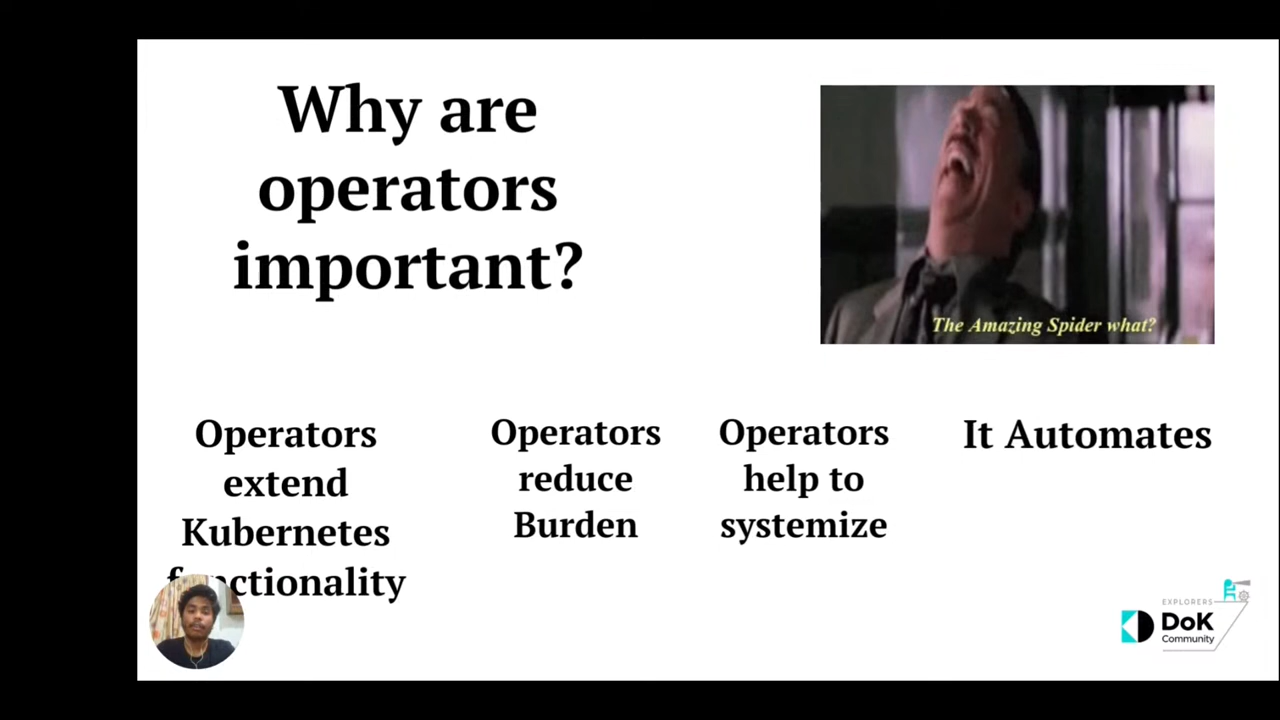 Why are
operators
important?
The Amazing Spider what?
Operators
extend
Kubernetes
functionality
Operators
reduce
Burden
Operators
help to
systemize
It Automates
EXPLORERS
DoK
Community